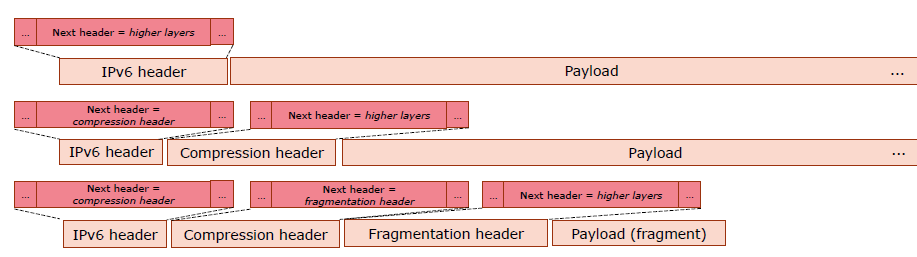 ... Next header = higher layers ...
IPv6 header Payload ...
... Next header = compression header ... ... Next header = higher layers ...
IPv6 header Compression header Payload ...
... Next header = compression header ... ... Next header = fragmentation header ... ... Next header = higher layers ...
IPv6 header Compression header Fragmentation header Payload (fragment)